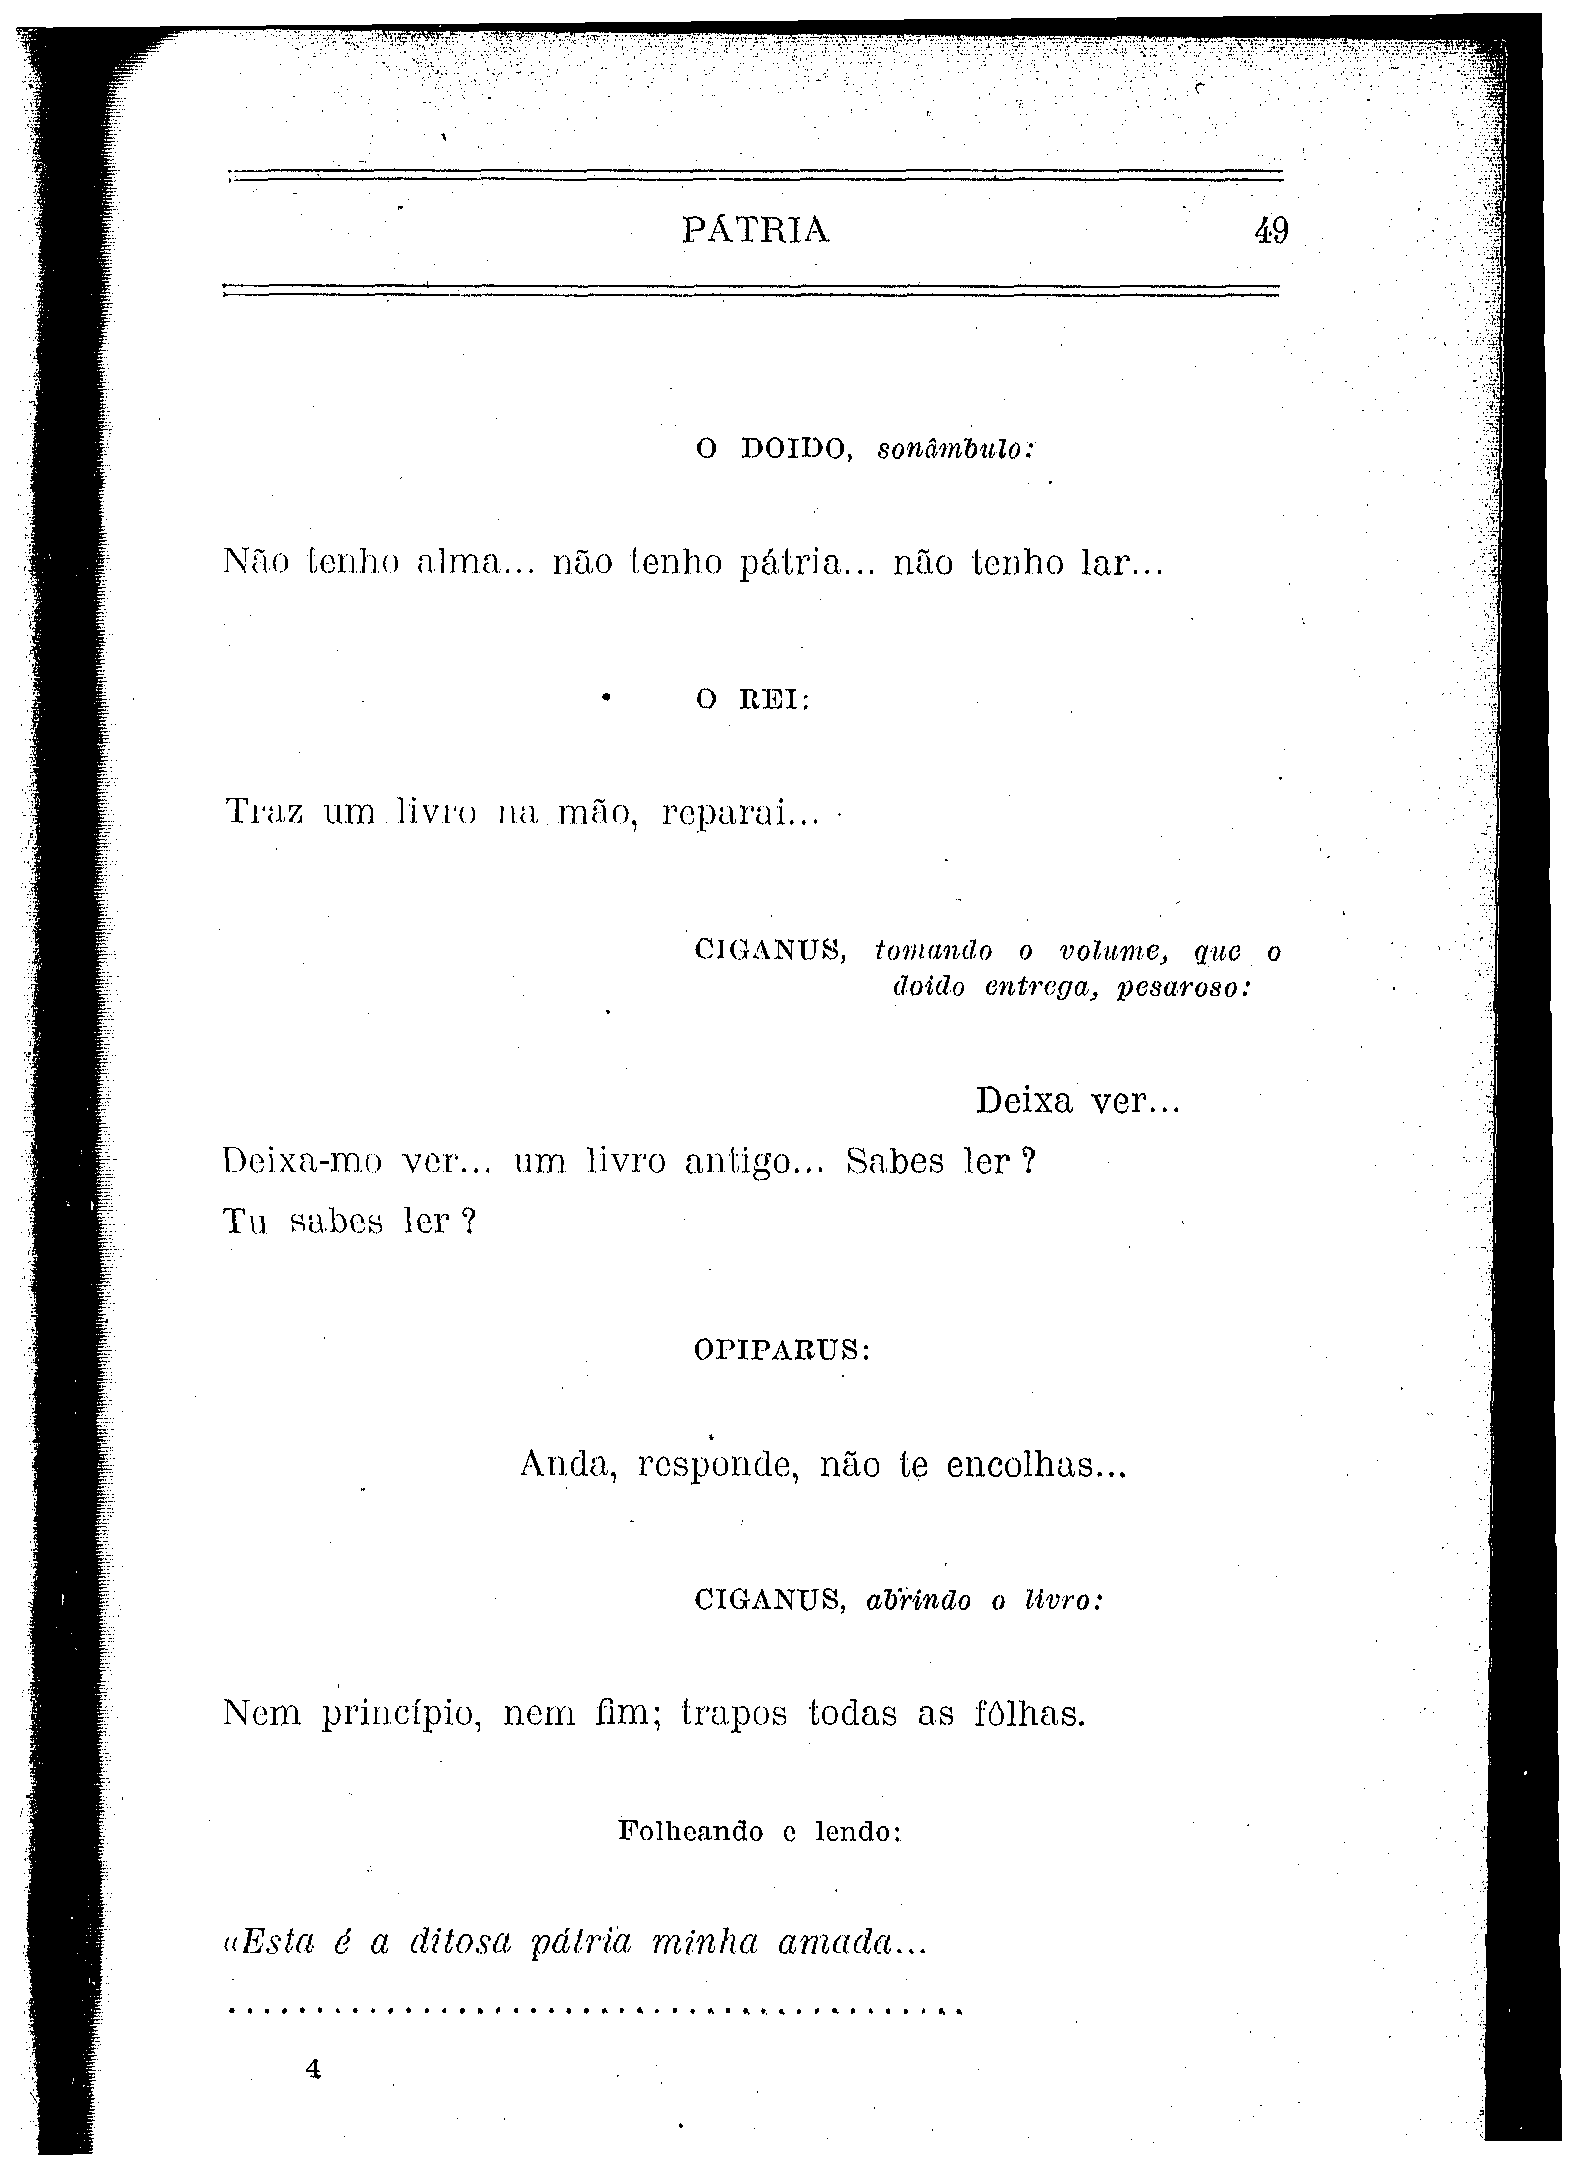 PÁTRIA 49
O DOIDO, sonâmbulo:
Não tenho alma... não tenho pátria... não tenho lar...
O REI:
Traz um livro na mão, reparai...
CIGANUS, tomando o volume, que o
doido entrega, pesaroso:
Deixa ver...
Deixa-mo ver... um livro antigo... Sabes ler?
Tu sabes ler?
OPIPARUS:
Anda, responde, não te encolhas...
CIGANUS, abrindo o livro:
Nem princípio, nem fim; trapos todas as fôlhas.
Folheando e lendo:
«Esta é a ditosa pátria minha amada...
..........................................
4